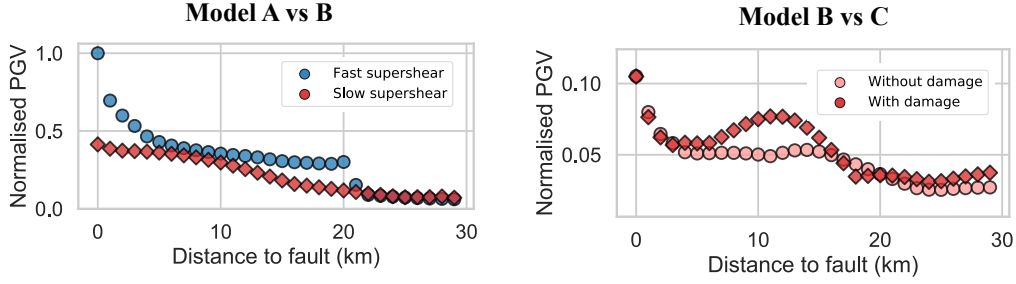 Model A vs B
Normalised PGV
1.0
0.5
0.0
Fast supershear
Slow supershear
0 10 20 30
Distance to fault (km)
Model B vs C
Normalised PGV
0.10
0.05
Without damage
With damage
0 10 20 30
Distance to fault (km)